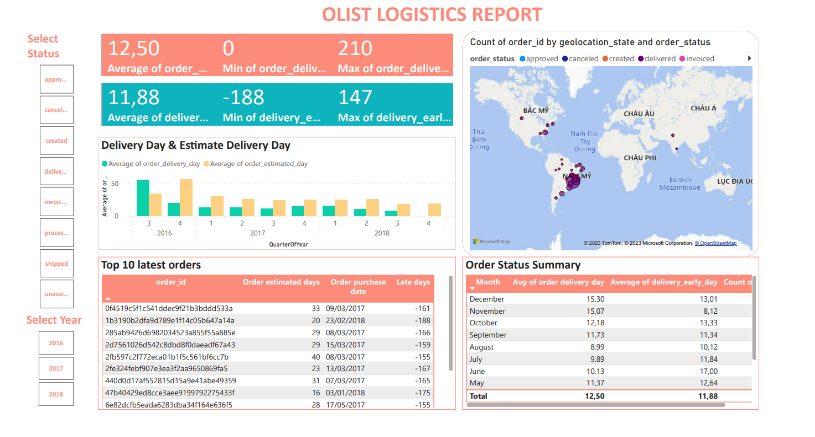 OLIST LOGISTICS REPORT
Select
Status
appro...
cancel...
created
delive...
invoi...
proces...
shipped
unavai...
Select Year
2016
2017
2018
12,50
Average of order_...
0
Min of order_deliv...
210
Max of order_delive...
11,88
Average of deliver...
-188
Min of delivery_e...
147
Max of delivery_earl...
Delivery Day & Estimate Delivery Day
Average of order_delivery_day Average of order_estimated_day
Average of or...
50
0
3 4 1 2 3 4 1 2 3 4
2016 2017 2018
QuarterOfYear
Count of order_id by geolocation_state and order_status
order_status approved canceled created delivered invoiced
BẮC MỸ
CHÂU ÂU
CHÂU Á
Thái
Bình
Dương
Nam Đại
Tây
Dương
CHÂU PHI
NAM MỸ
Ấn Độ Dương
Mozambique
LỤC ĐỊA ÚC
Microsoft Bing
© 2023 TomTom, © 2023 Microsoft Corporation, © OpenStreetMap
Top 10 latest orders
order_id Order estimated days Order purchase date Late days
0f4519c5f1c541ddec9f21b3bddd533a 33 09/03/2017 -161
1b3190b2dfa9d789e1f14c05b647a14a 20 23/02/2018 -188
285ab9426d6982034523a855f55a885e 29 08/03/2017 -166
2d7561026d542c8dbd8f0daeadf67a43 29 15/03/2017 -159
2fb597c2f772eca01b1f5c561bf6cc7b 40 08/03/2017 -155
2fe324febf907e3ea3f2aa9650869fa5 23 13/03/2017 -167
440d0d17af552815d15a9e41abe49359 31 07/03/2017 -165
47b40429ed8cce3aee9199792275433f 16 03/01/2018 -175
6e82dcfb5eada6283dba34f164e636f5 28 17/05/2017 -155
Order Status Summary
Month Avg of order delivery day Average of delivery_early_day Count o
December 15,30 13,01
November 15,07 8,12
October 12,18 13,33
September 11,73 11,34
August 8,99 10,12
July 9,89 11,84
June 10,13 17,00
May 11,37 12,64
Total 12,50 11,88